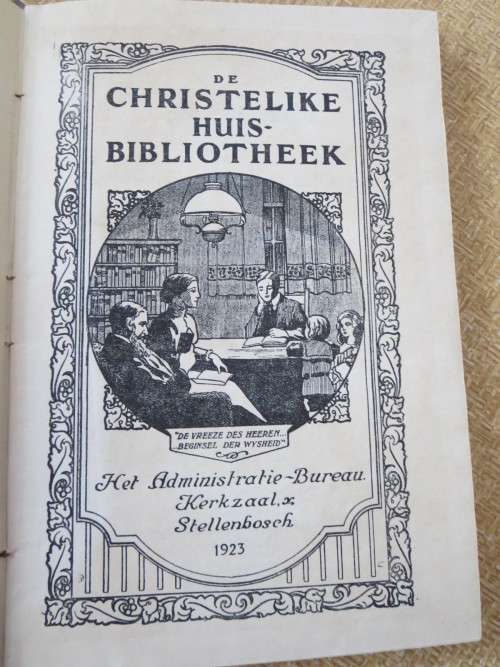 DE
CHRISTELIKE
HUIS-
BIBLIOTHEEK
"DE VREEZE DES HEEREN...
BEGINSEL DER WYSHEID"
Het Administratie-Bureau.
Kerkzaal,
Stellenbosch
1923